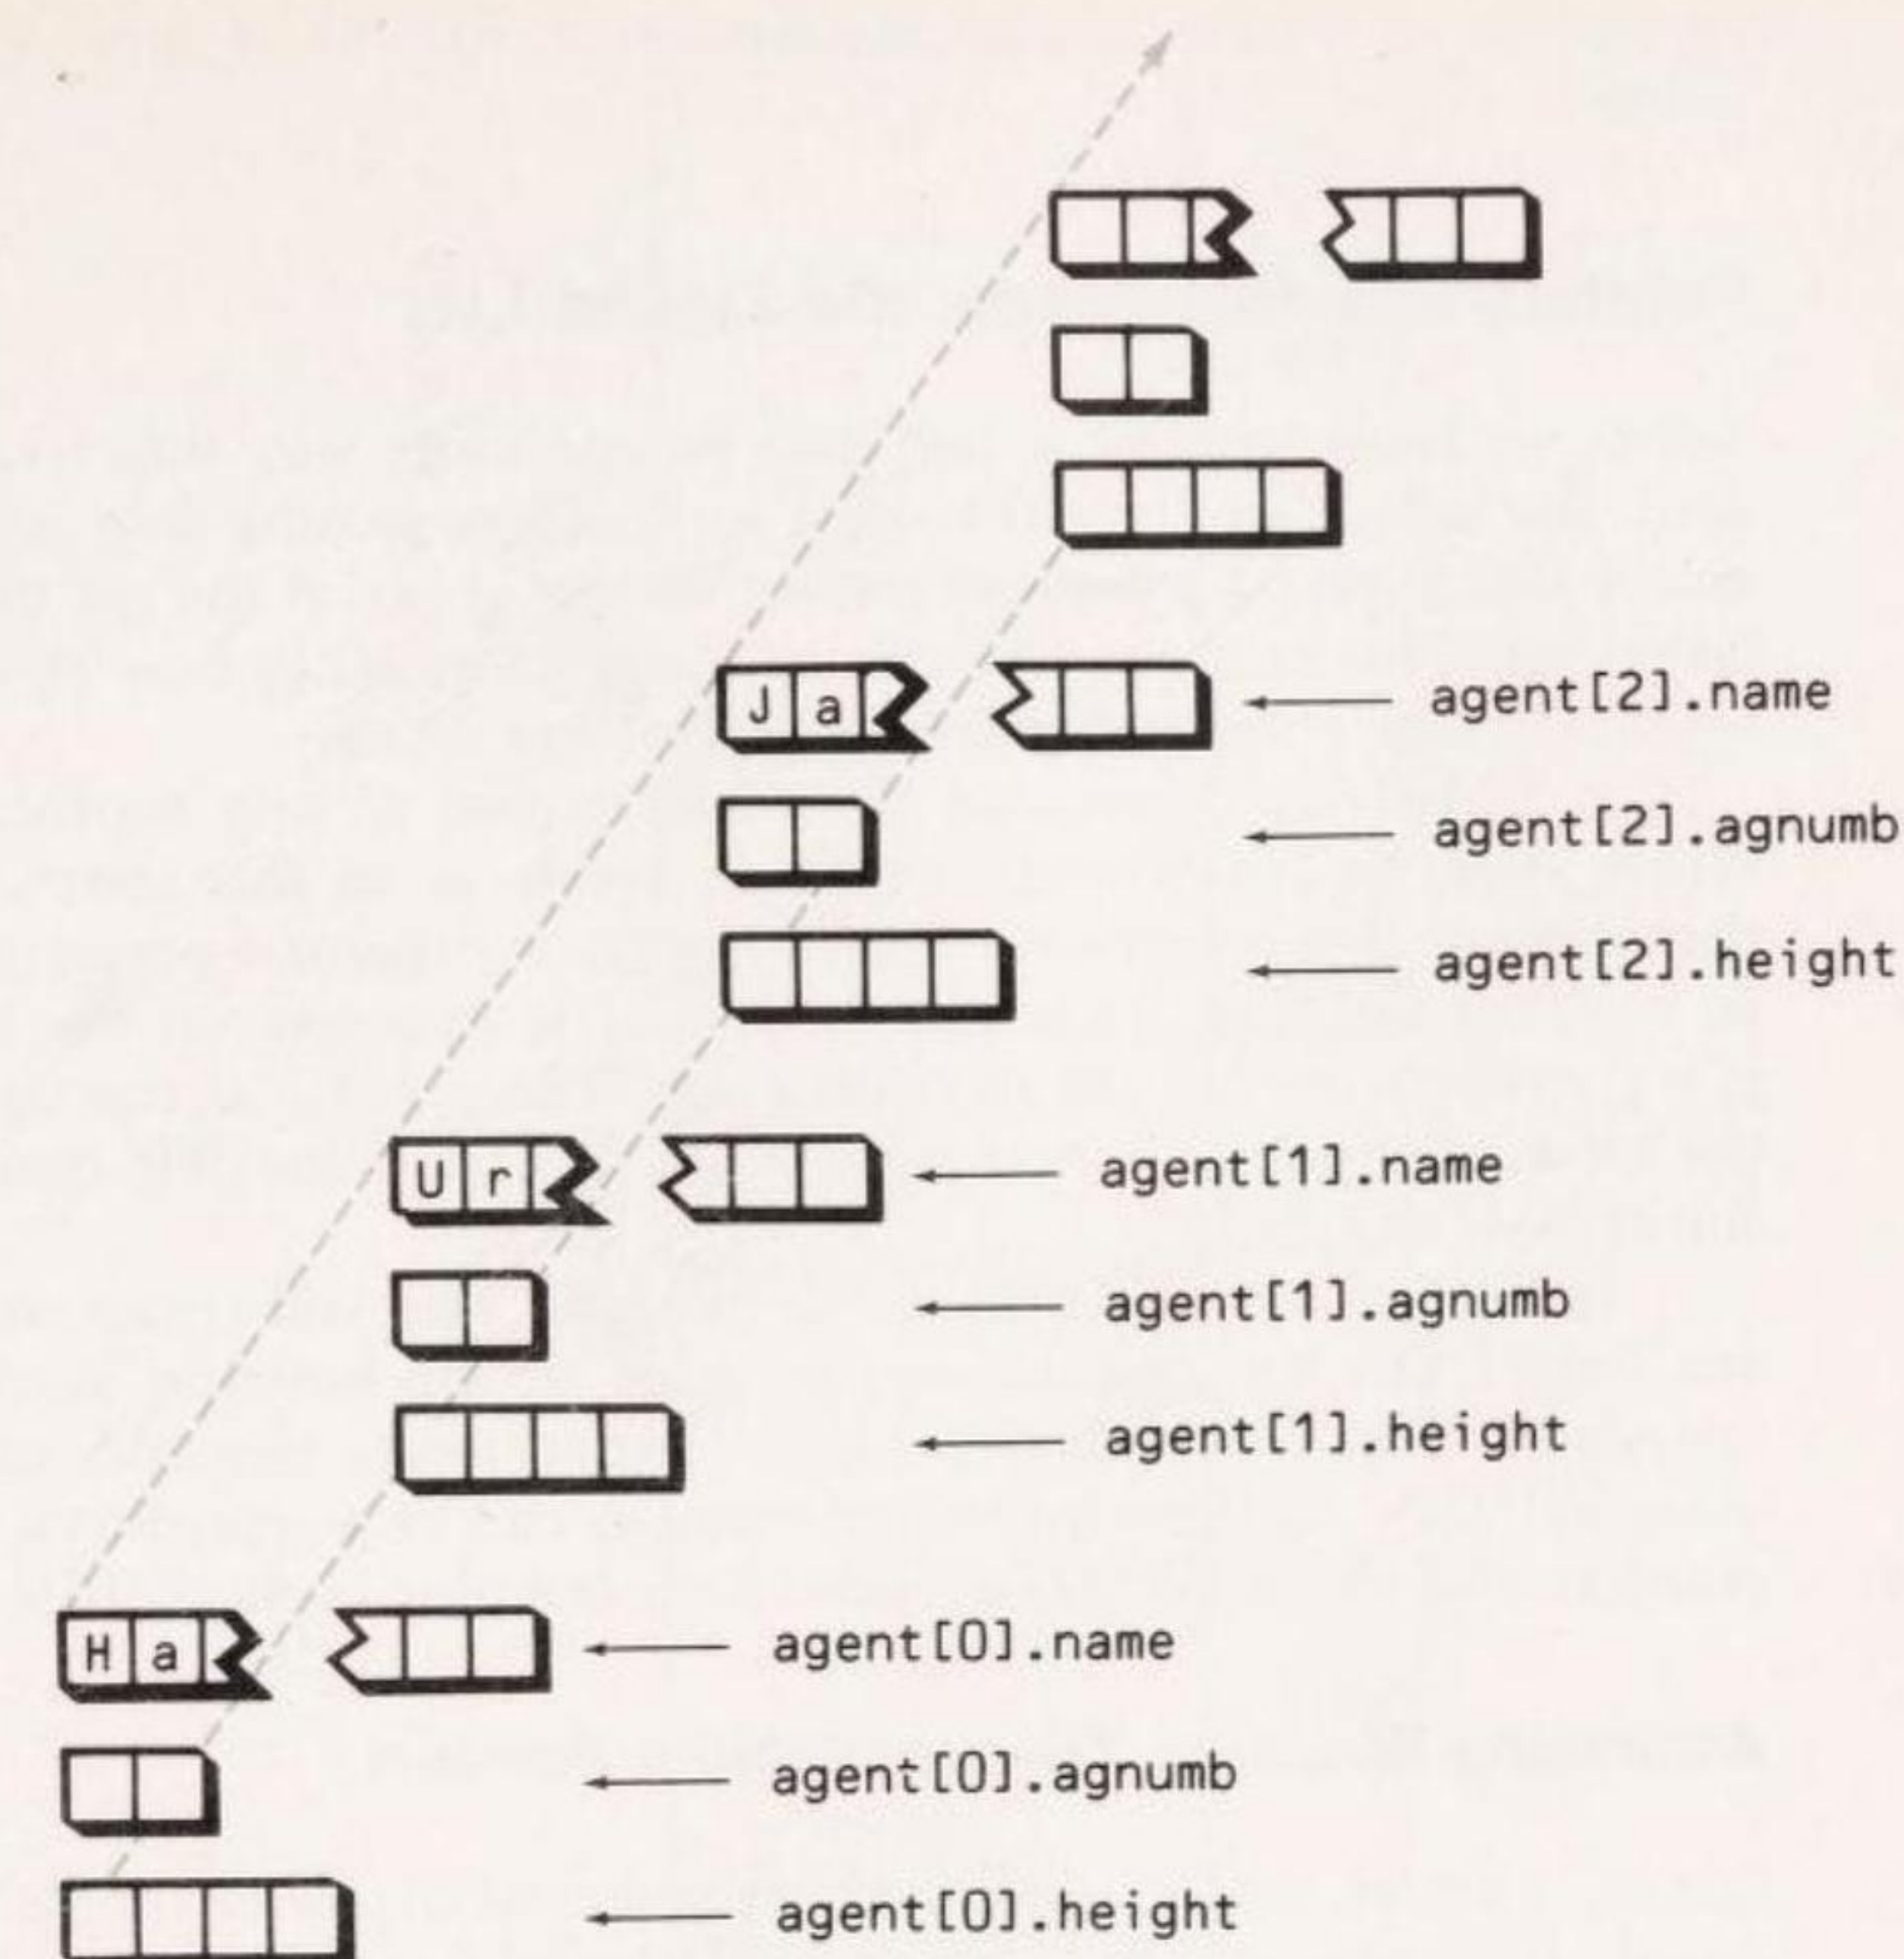 J a agent[2].name
agent[2].agnumb
agent[2].height
U r agent[1].name
agent[1].agnumb
agent[1].height
H a agent[0].name
agent[0].agnumb
agent[0].height